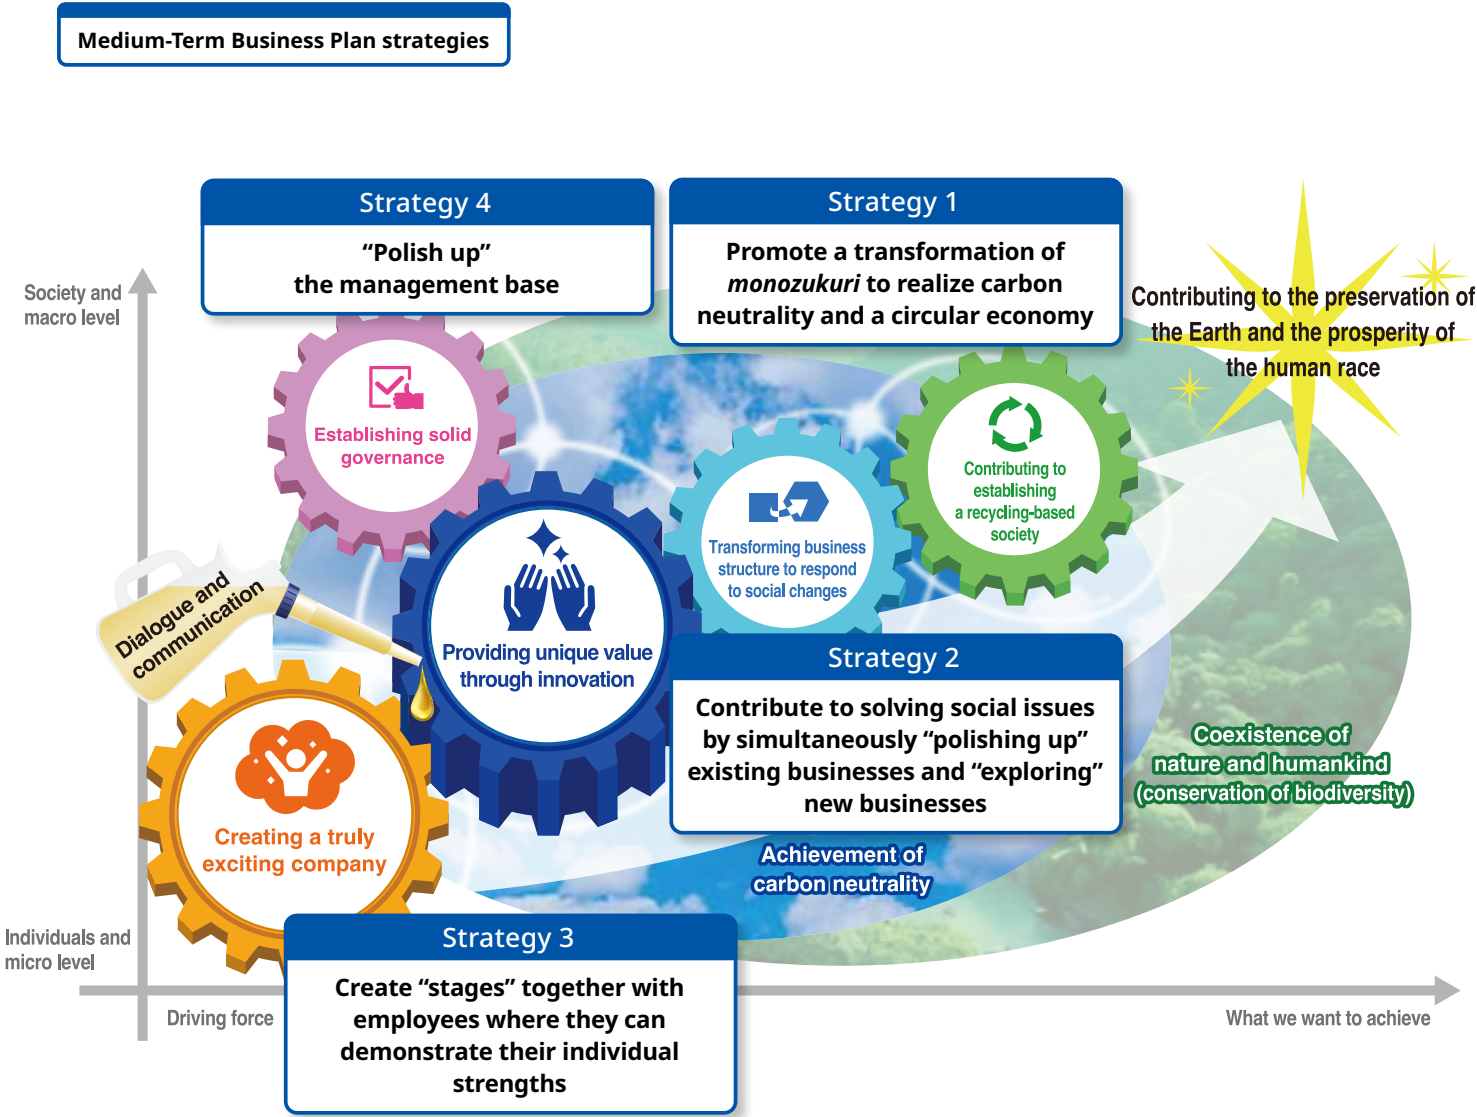 Medium-Term Business Plan strategies
Strategy 4
“Polish up”
the management base
Strategy 1
Promote a transformation of
monozukuri to realize carbon
neutrality and a circular economy
Society and
macro level
Contributing to the preservation of
the Earth and the prosperity of
the human race
Establishing solid
governance
Contributing to
establishing
a recycling-based
society
Transforming business
structure to respond
to social changes
Dialogue and
communication
Providing unique value
through innovation
Strategy 2
Contribute to solving social issues
by simultaneously “polishing up”
existing businesses and “exploring”
new businesses
Coexistence of
nature and humankind
(conservation of biodiversity)
Creating a truly
exciting company
Achievement of
carbon neutrality
Individuals and
micro level
Strategy 3
Create “stages” together with
employees where they can
demonstrate their individual
strengths
Driving force
What we want to achieve